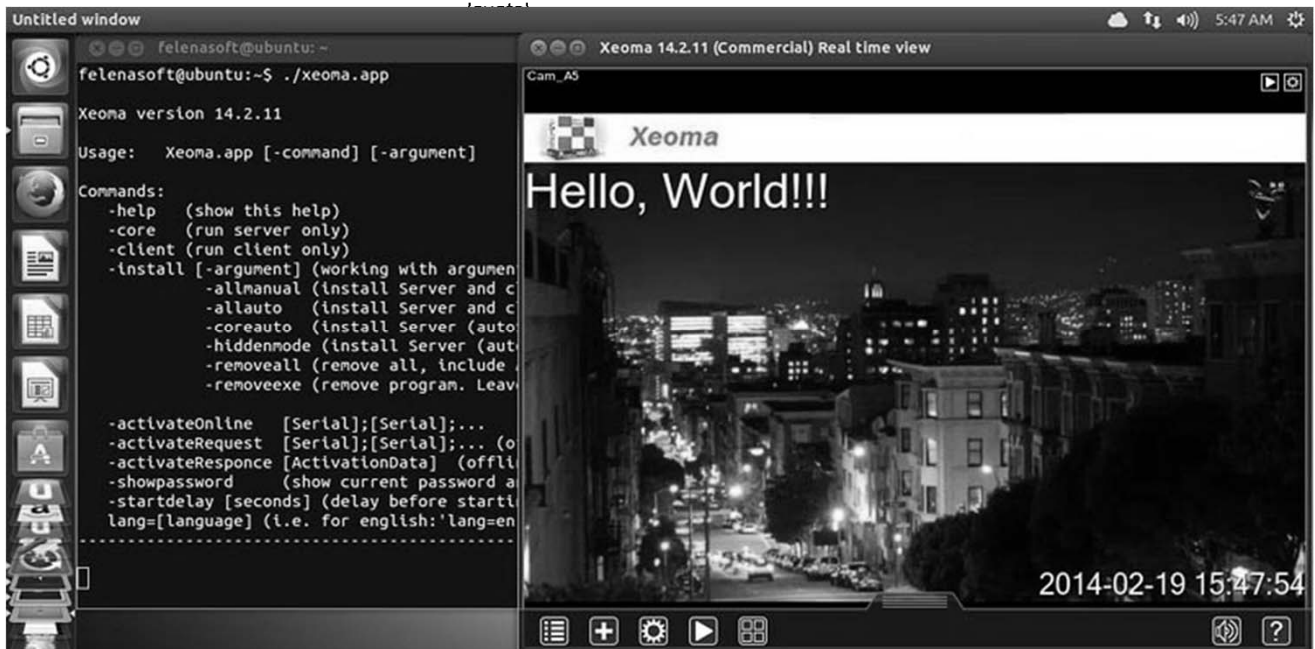 Untitled window
5:47 AM
felenasoft@ubuntu: ~
felenasoft@ubuntu:~$ ./xeoma.app
Xeoma version 14.2.11
Usage: Xeoma.app [-command] [-argument]
Commands:
-help (show this help)
-core (run server only)
-client (run client only)
-install [-argument] (working with argumen
-allmanual (install Server and c
-allauto (install Server and c
-coreauto (install Server (auto
-hiddenmode (install Server (aut
-removeall (remove all, include
-removeexe (remove program. Leav
-activateOnline [Serial];[Serial];...
-activateRequest [Serial];[Serial];... (o
-activateResponce [ActivationData] (offli
-showpassword (show current password a
-startdelay [seconds] (delay before starti
lang=[language] (i.e. for english:'lang=en
Xeoma 14.2.11 (Commercial) Real time view
Cam_A5
Xeoma
Hello, World!!!
2014-02-19 15:47:54